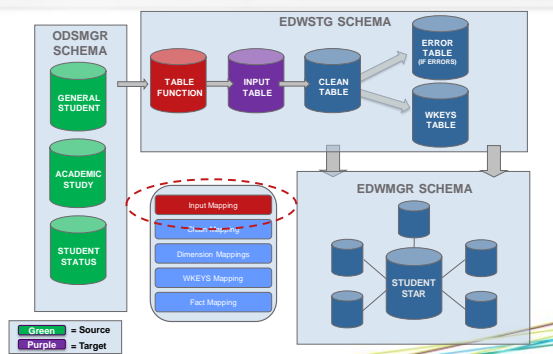 ODSMGR
SCHEMA
GENERAL
STUDENT
ACADEMIC
STUDY
STUDENT
STATUS
EDWSTG SCHEMA
TABLE
FUNCTION
INPUT
TABLE
CLEAN
TABLE
ERROR
TABLE
(IF ERRORS)
WKEYS
TABLE
Input Mapping
Clean Mapping
Dimension Mappings
WKEYS Mapping
Fact Mapping
EDWMGR SCHEMA
STUDENT
STAR
Green = Source
Purple = Target